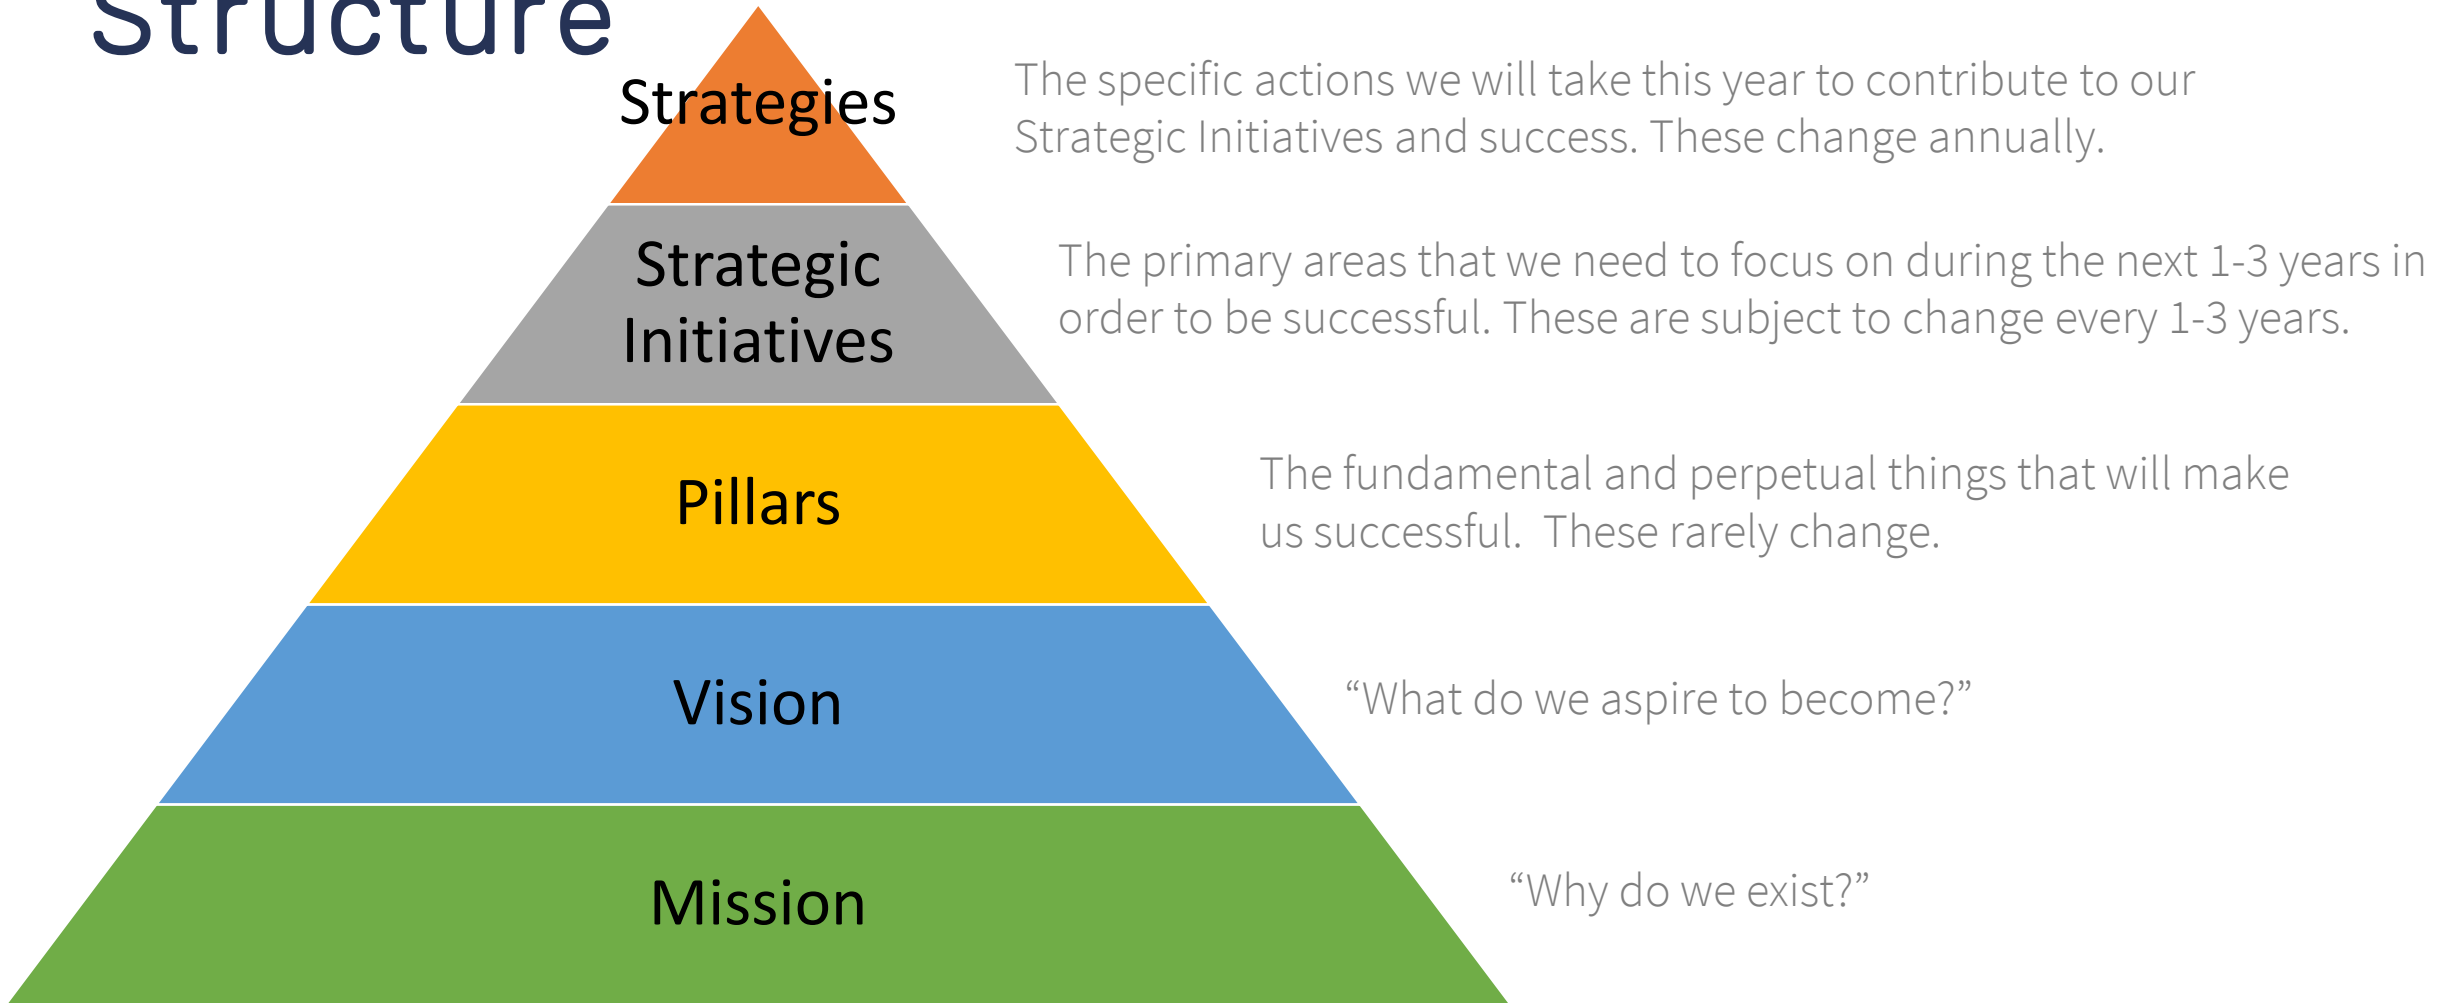 Structure
Strategies
The specific actions we will take this year to contribute to our
Strategic Initiatives and success. These change annually.
Strategic
Initiatives
The primary areas that we need to focus on during the next 1-3 years in
order to be successful. These are subject to change every 1-3 years.
Pillars
The fundamental and perpetual things that will make
us successful.  These rarely change.
Vision
“What do we aspire to become?”
Mission
“Why do we exist?”